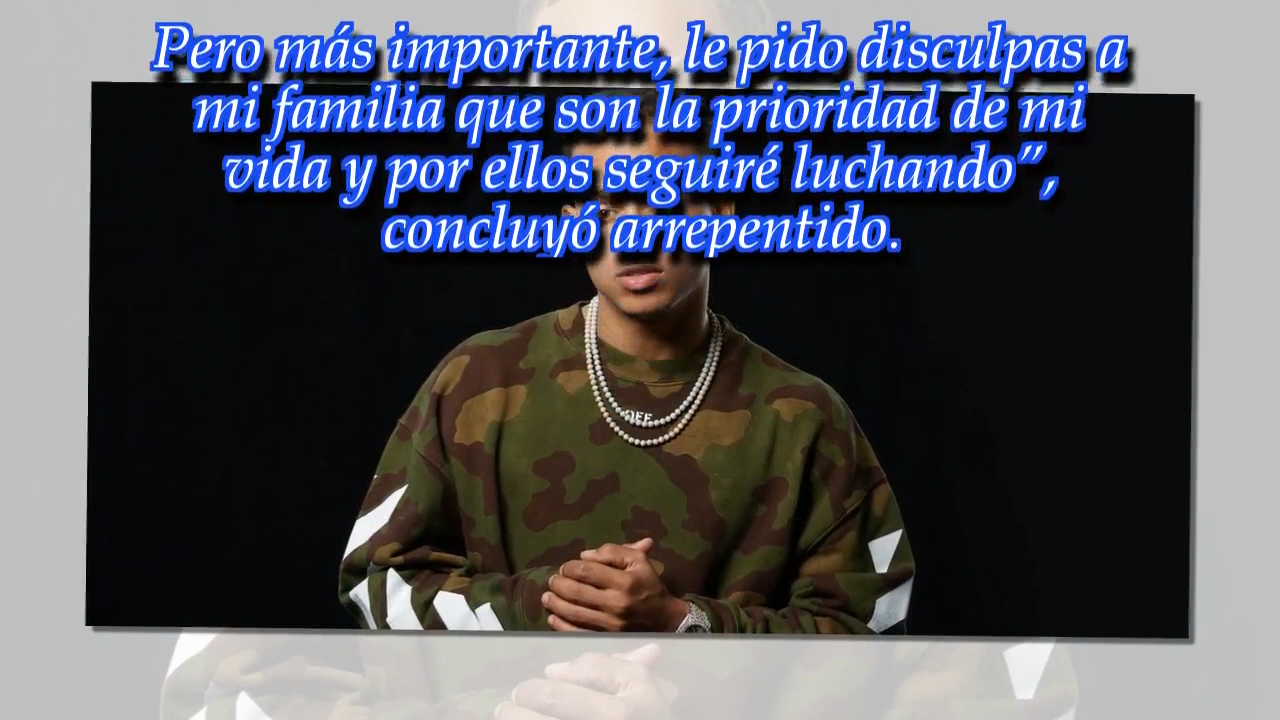 Pero más importante, le pido disculpas a
mi familia que son la prioridad de mi
vida y por ellos seguiré luchando”,
concluyó arrepentido.
OFF